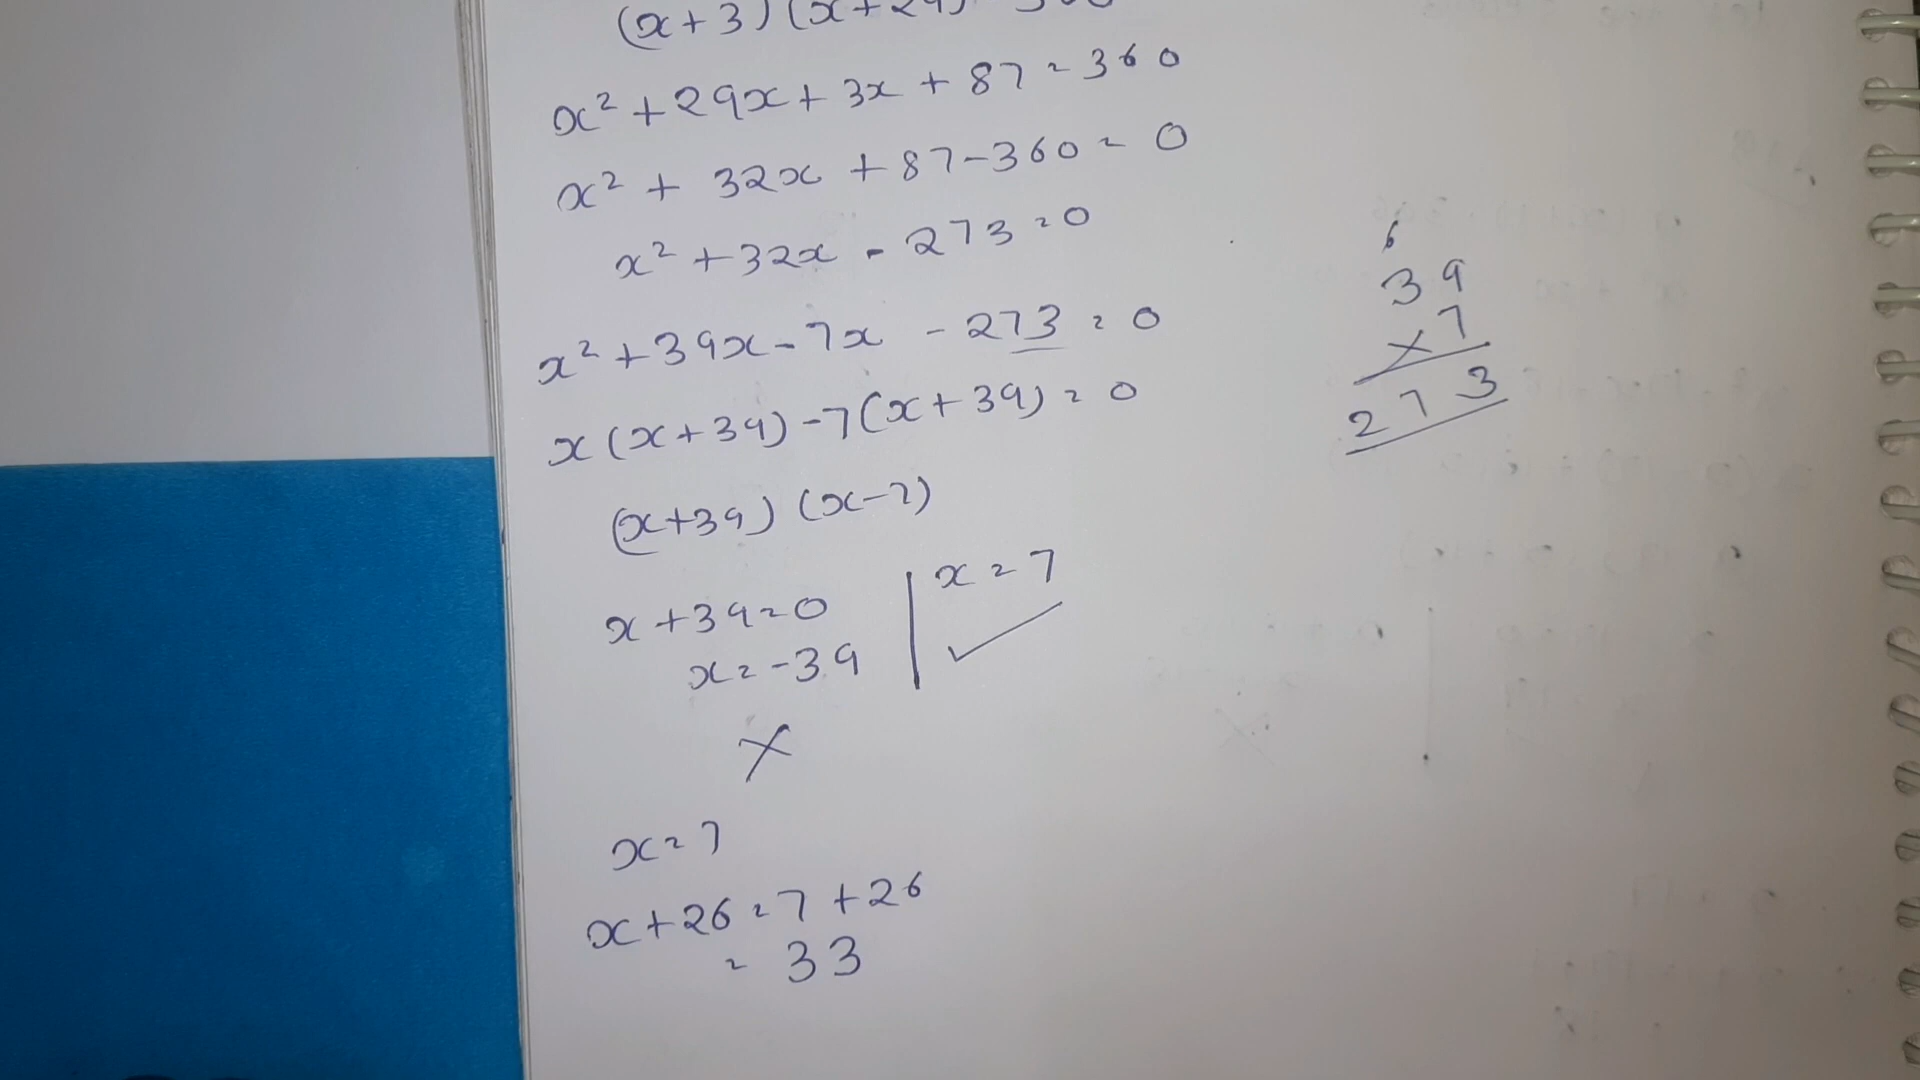 (x+3)(x+29)
x² + 29x + 3x + 87 = 360
x² + 32x + 87 - 360 = 0
x² + 32x - 273 = 0
x² + 39x - 7x - 273 = 0
x(x+39) - 7(x+39) = 0
(x+39) (x-7)
x + 39 = 0
x = -39
x = 7
x = 7
x + 26 = 7 + 26
= 33
6
39
× 7
273